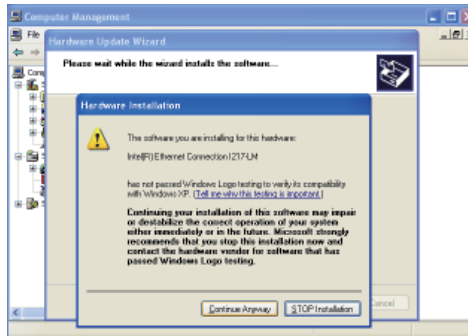 Computer Management
File
Hardware Update Wizard
Please wait while the wizard installs the software...
Hardware Installation
The software you are installing for this hardware:
Intel(R) Ethernet Connection I217-LM
has not passed Windows Logo testing to verify its compatibility
with Windows XP. (Tell me why this testing is important.)
Continuing your installation of this software may impair
or destabilize the correct operation of your system
either immediately or in the future. Microsoft strongly
recommends that you stop this installation now and
contact the hardware vendor for software that has
passed Windows Logo testing.
Continue Anyway
STOP Installation
Cancel